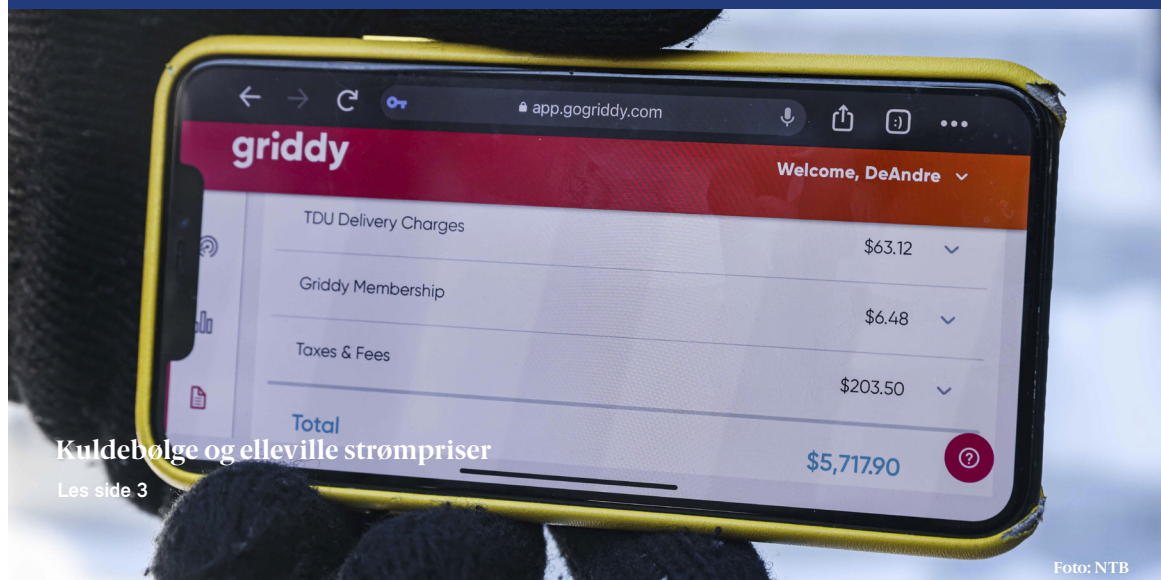 app.gogriddy.com
griddy
Welcome, DeAndre
TDU Delivery Charges
$63.12
Griddy Membership
$6.48
Taxes & Fees
$203.50
Total
$5,717.90
Kuldebølge og elleville strømpriser
Les side 3
Foto: NTB